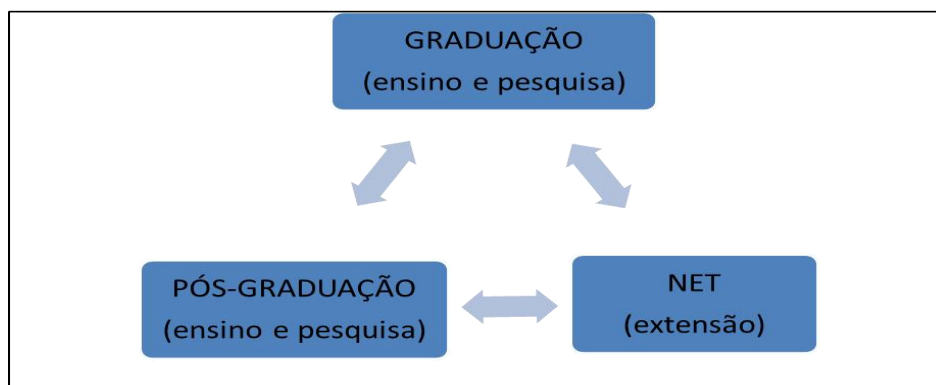 GRADUAÇÃO
(ensino e pesquisa)
PÓS-GRADUAÇÃO
(ensino e pesquisa)
NET
(extensão)